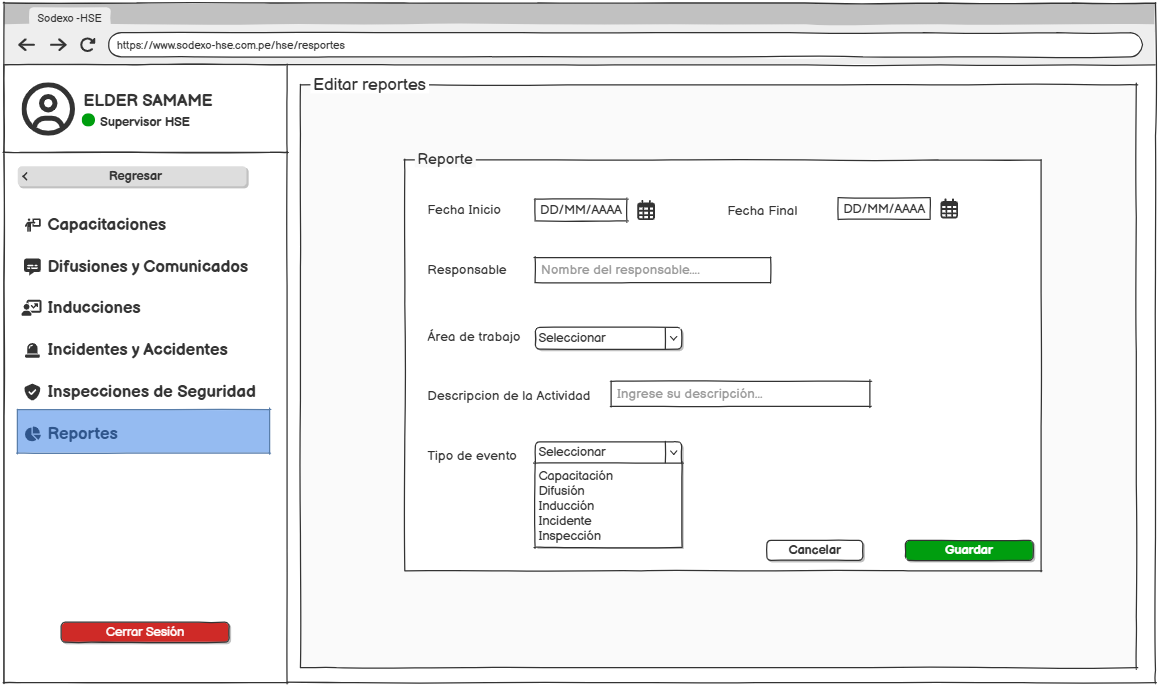 Sodexo -HSE
https://www.sodexo-hse.com.pe/hse/resportes
ELDER SAMAME
Supervisor HSE
Regresar
Capacitaciones
Difusiones y Comunicados
Inducciones
Incidentes y Accidentes
Inspecciones de Seguridad
Reportes
Cerrar Sesión
Editar reportes
Reporte
Fecha Inicio DD/MM/AAAA Fecha Final DD/MM/AAAA
Responsable Nombre del responsable....
Área de trabajo Seleccionar
Descripcion de la Actividad Ingrese su descripción...
Tipo de evento Seleccionar
Capacitación
Difusión
Inducción
Incidente
Inspección
Cancelar Guardar